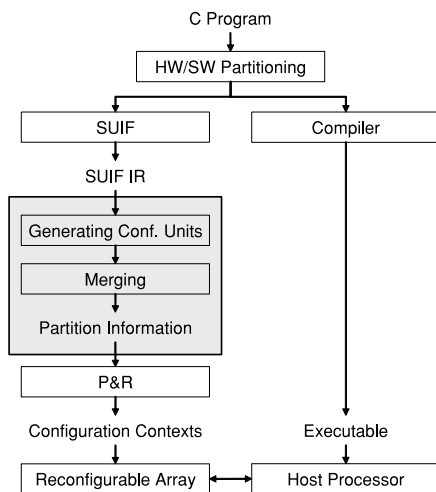 C Program
HW/SW Partitioning
SUIF
Compiler
SUIF IR
Generating Conf. Units
Merging
Partition Information
P&R
Configuration Contexts
Executable
Reconfigurable Array
Host Processor